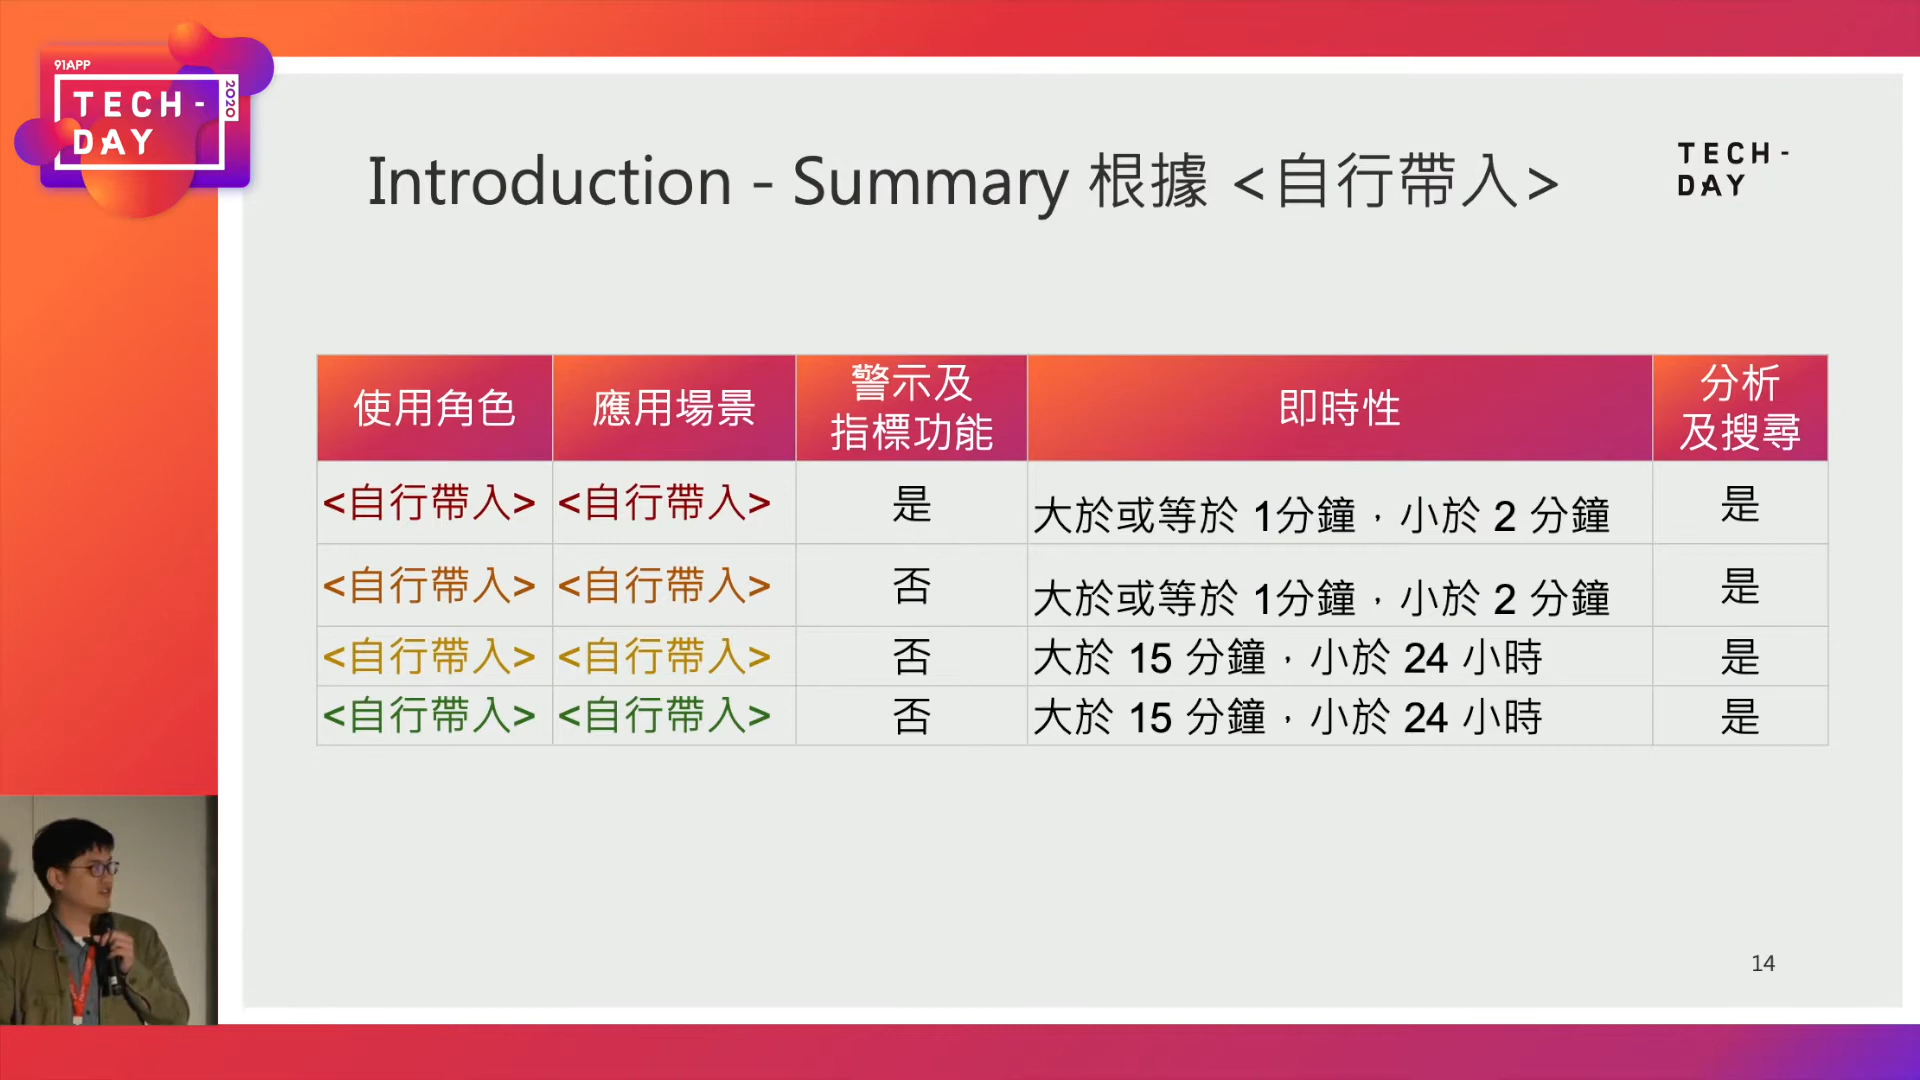 91APP
TECH-
DAY
2020
Introduction - Summary 根據 <自行帶入>
TECH-
DAY
使用角色 應用場景 警示及指標功能 即時性 分析及搜尋
<自行帶入> <自行帶入> 是 大於或等於 1分鐘，小於 2 分鐘 是
<自行帶入> <自行帶入> 否 大於或等於 1分鐘，小於 2 分鐘 是
<自行帶入> <自行帶入> 否 大於 15 分鐘，小於 24 小時 是
<自行帶入> <自行帶入> 否 大於 15 分鐘，小於 24 小時 是
14